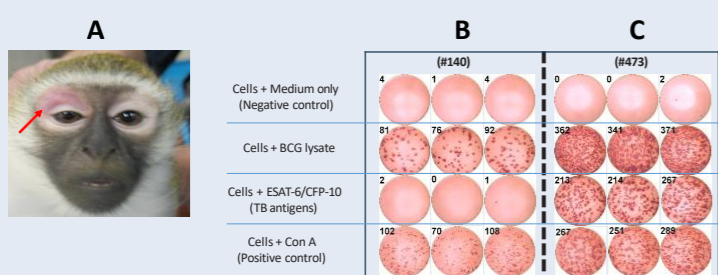 A
B
C
(#140)
(#473)
Cells + Medium only
(Negative control)
4 1 4 0 0 2
Cells + BCG lysate
81 76 92 362 341 371
Cells + ESAT-6/CFP-10
(TB antigens)
2 0 1 213 214 267
Cells + Con A
(Positive control)
102 70 108 267 251 289